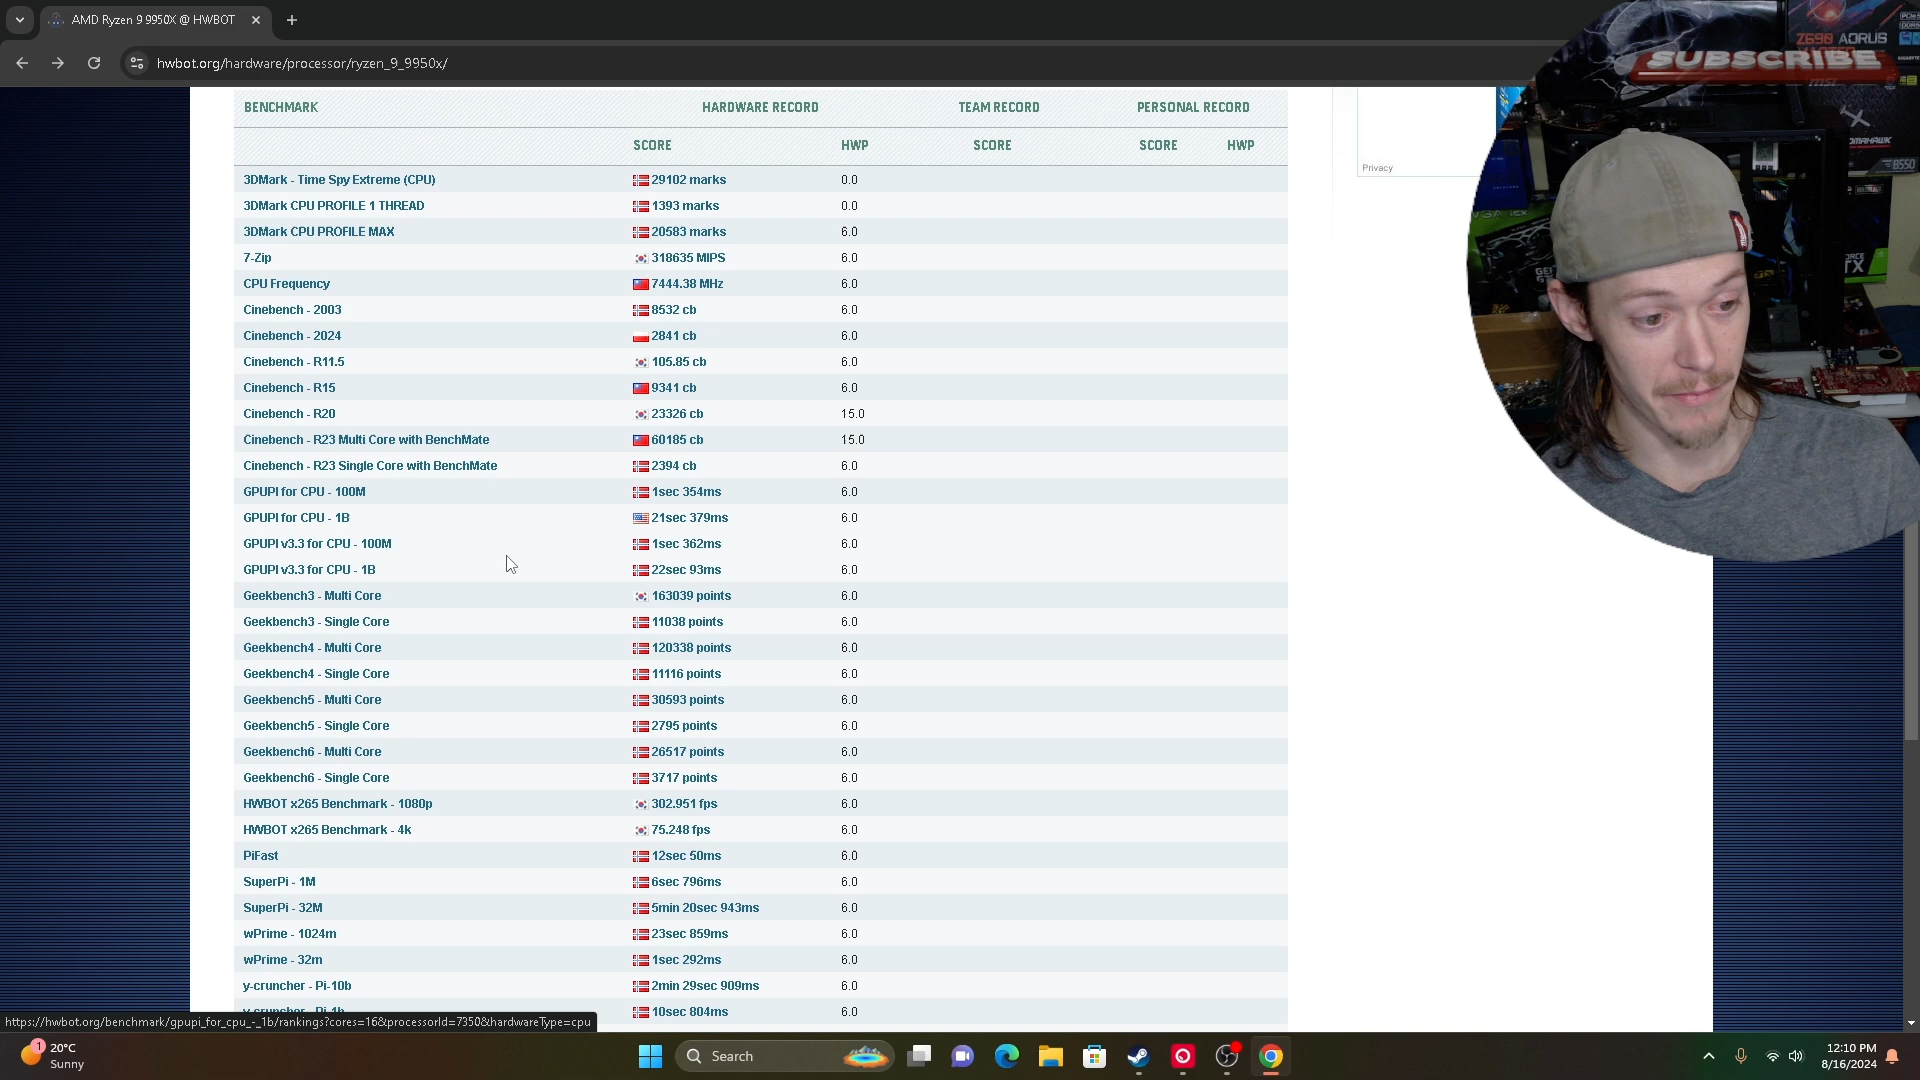 AMD Ryzen 9 9950X @ HWBOT
hwbot.org/hardware/processor/ryzen_9_9950x/
SUBSCRIBE
Z690 AORUS
BENCHMARK HARDWARE RECORD TEAM RECORD PERSONAL RECORD
SCORE HWP SCORE SCORE HWP
Privacy
3DMark - Time Spy Extreme (CPU) 29102 marks 0.0
3DMark CPU PROFILE 1 THREAD 1393 marks 0.0
3DMark CPU PROFILE MAX 20583 marks 6.0
7-Zip 318635 MIPS 6.0
CPU Frequency 7444.38 MHz 6.0
Cinebench - 2003 8532 cb 6.0
Cinebench - 2024 2841 cb 6.0
Cinebench - R11.5 105.85 cb 6.0
Cinebench - R15 9341 cb 6.0
Cinebench - R20 23326 cb 15.0
Cinebench - R23 Multi Core with BenchMate 60185 cb 15.0
Cinebench - R23 Single Core with BenchMate 2394 cb 6.0
GPUPI for CPU - 100M 1sec 354ms 6.0
GPUPI for CPU - 1B 21sec 379ms 6.0
GPUPI v3.3 for CPU - 100M 1sec 362ms 6.0
GPUPI v3.3 for CPU - 1B 22sec 93ms 6.0
Geekbench3 - Multi Core 163039 points 6.0
Geekbench3 - Single Core 11038 points 6.0
Geekbench4 - Multi Core 120338 points 6.0
Geekbench4 - Single Core 11116 points 6.0
Geekbench5 - Multi Core 30593 points 6.0
Geekbench5 - Single Core 2795 points 6.0
Geekbench6 - Multi Core 26517 points 6.0
Geekbench6 - Single Core 3717 points 6.0
HWBOT x265 Benchmark - 1080p 302.951 fps 6.0
HWBOT x265 Benchmark - 4k 75.248 fps 6.0
PiFast 12sec 50ms 6.0
SuperPi - 1M 6sec 796ms 6.0
SuperPi - 32M 5min 20sec 943ms 6.0
wPrime - 1024m 23sec 859ms 6.0
wPrime - 32m 1sec 292ms 6.0
y-cruncher - Pi-10b 2min 29sec 909ms 6.0
y-cruncher - Pi-1b 10sec 804ms 6.0
https://hwbot.org/benchmark/gpupi_for_cpu_-_1b/rankings?cores=16&processorId=7350&hardwareType=cpu
1
20°C
Sunny
Search
12:10 PM
8/16/2024